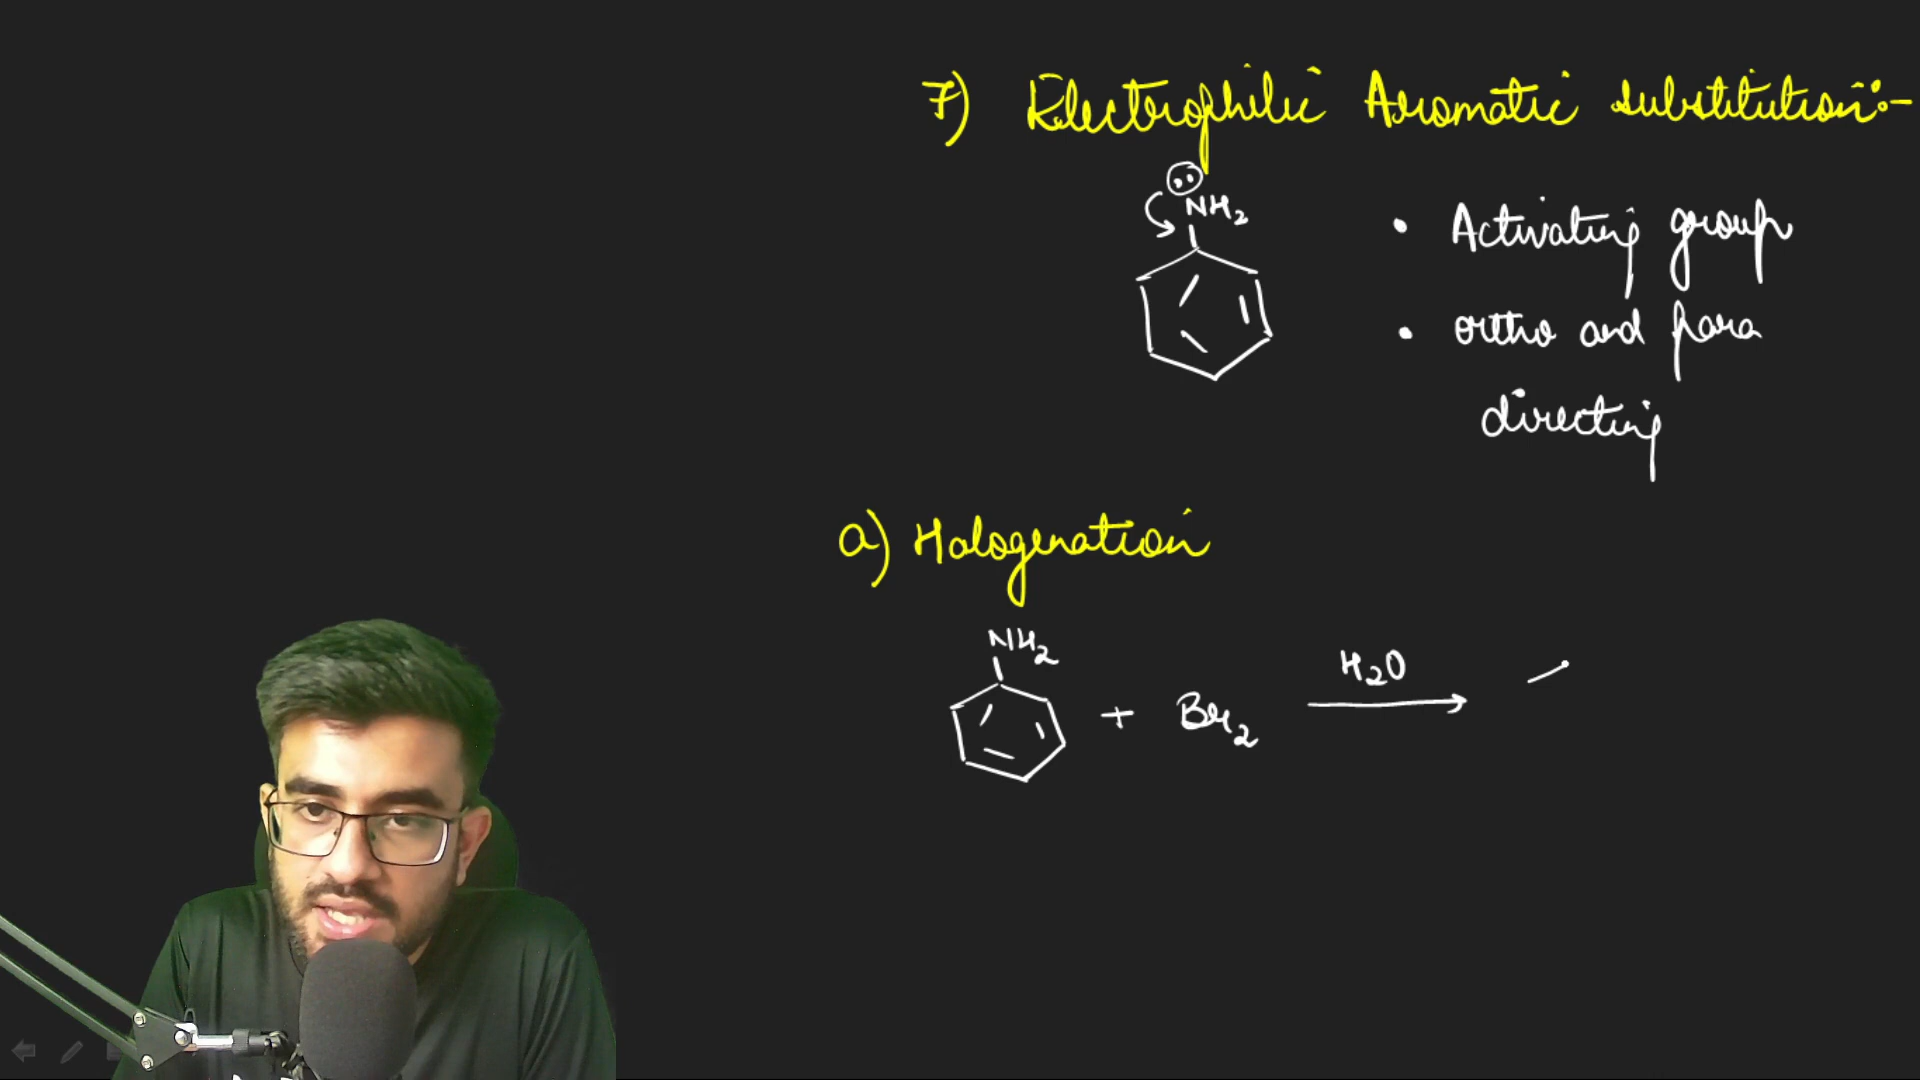 7) Electrophilic Aromatic substitution:-
NH2
• Activating group
• ortho and para
directing
a) Halogenation
NH2
+ Br2
H2O